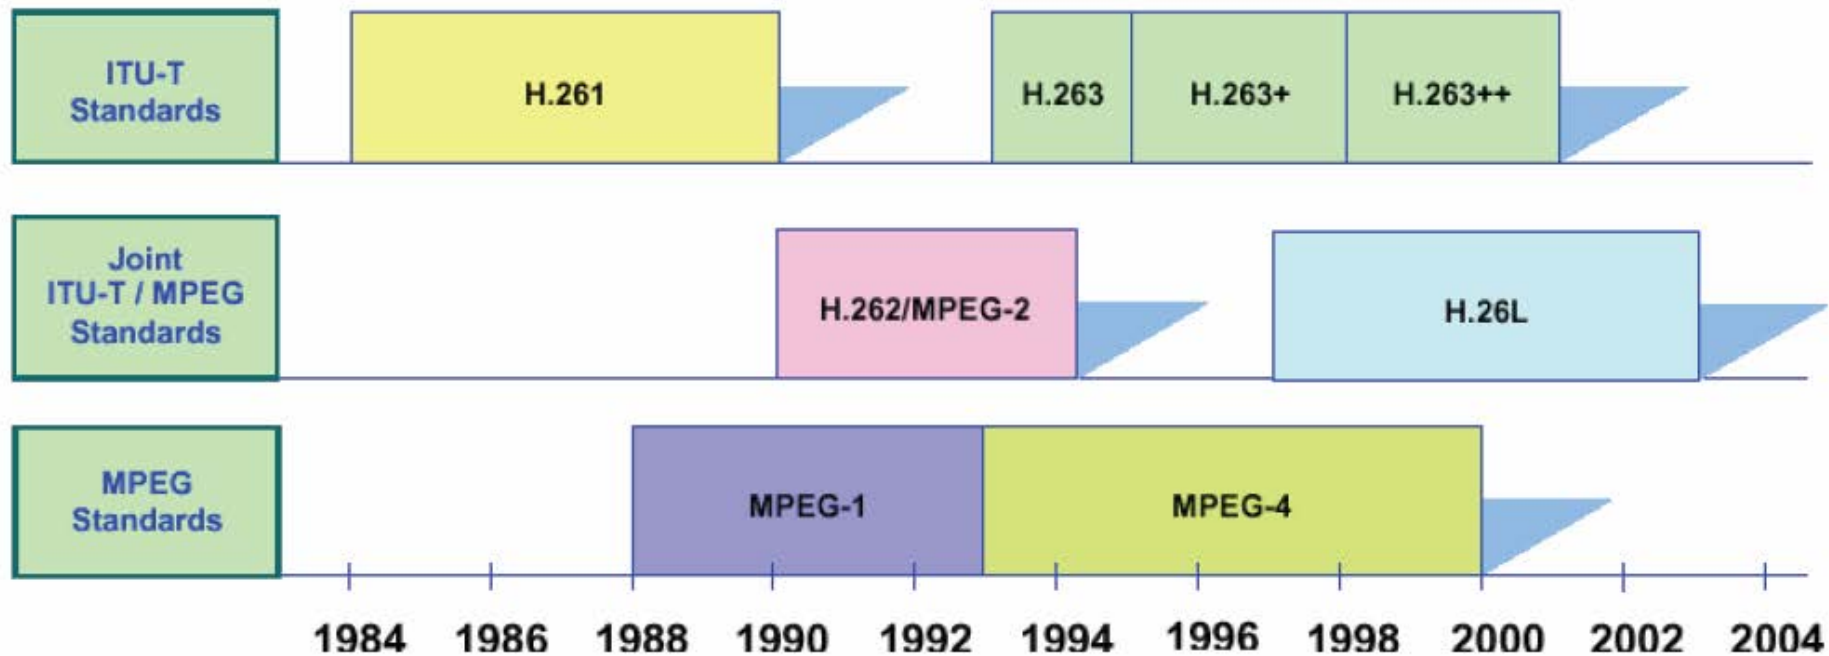 ITU-T
Standards
H.261
H.263
H.263+
H.263++
Joint
ITU-T / MPEG
Standards
H.262/MPEG-2
H.26L
MPEG
Standards
MPEG-1
MPEG-4
1984 1986 1988 1990 1992 1994 1996 1998 2000 2002 2004